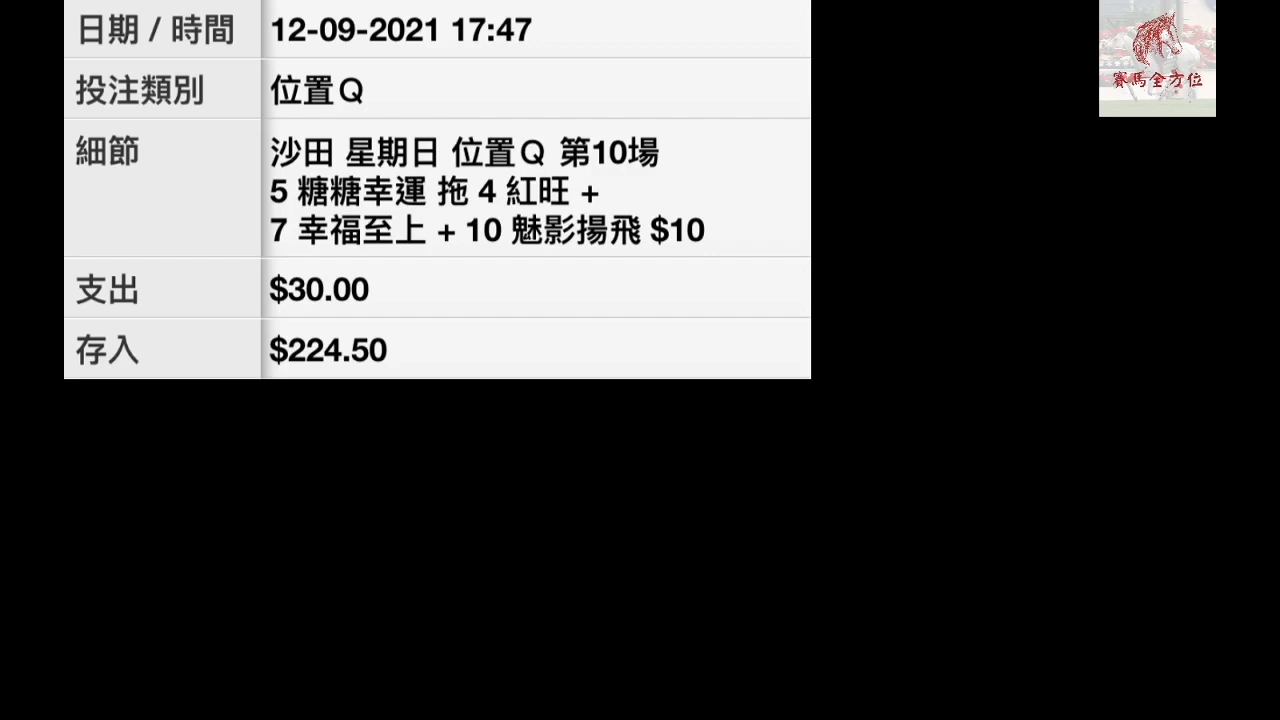 日期 / 時間 12-09-2021 17:47
投注類別 位置Q
細節 沙田 星期日 位置Q 第10場
5 糖糖幸運 拖 4 紅旺 +
7 幸福至上 + 10 魅影揚飛 $10
支出 $30.00
存入 $224.50
賽馬全方位